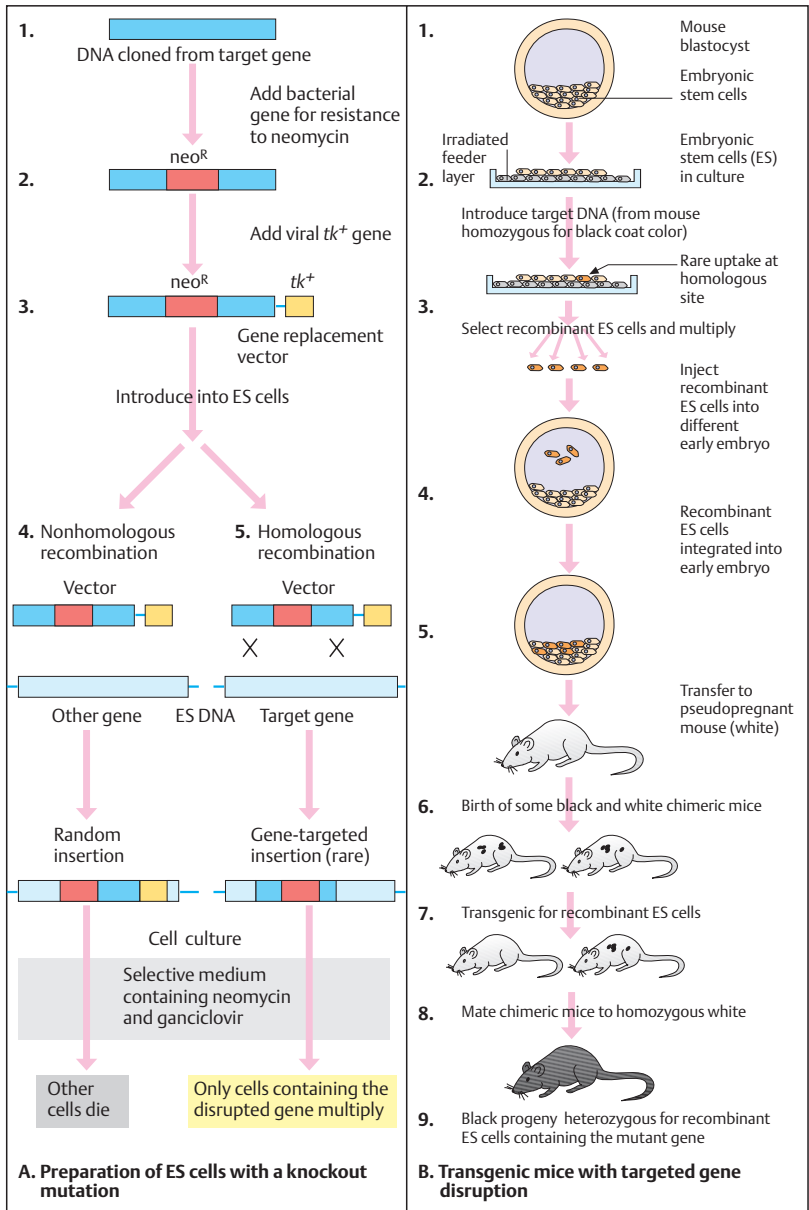 1.
DNA cloned from target gene
Add bacterial
gene for resistance
to neomycin
neoR
2.
Add viral tk+ gene
neoR
tk+
3.
Gene replacement
vector
Introduce into ES cells
4. Nonhomologous
recombination
Vector
5. Homologous
recombination
Vector
Other gene
ES DNA
Target gene
Random
insertion
Gene-targeted
insertion (rare)
Cell culture
Selective medium
containing neomycin
and ganciclovir
Other
cells die
Only cells containing the
disrupted gene multiply
A. Preparation of ES cells with a knockout
mutation
1.
Mouse
blastocyst
Embryonic
stem cells
Irradiated
feeder
layer
Embryonic
stem cells (ES)
in culture
2.
Introduce target DNA (from mouse
homozygous for black coat color)
Rare uptake at
homologous
site
3.
Select recombinant ES cells and multiply
Inject
recombinant
ES cells into
different
early embryo
4.
Recombinant
ES cells
integrated into
early embryo
5.
Transfer to
pseudopregnant
mouse (white)
6. Birth of some black and white chimeric mice
7. Transgenic for recombinant ES cells
8. Mate chimeric mice to homozygous white
9. Black progeny heterozygous for recombinant
ES cells containing the mutant gene
B. Transgenic mice with targeted gene
disruption